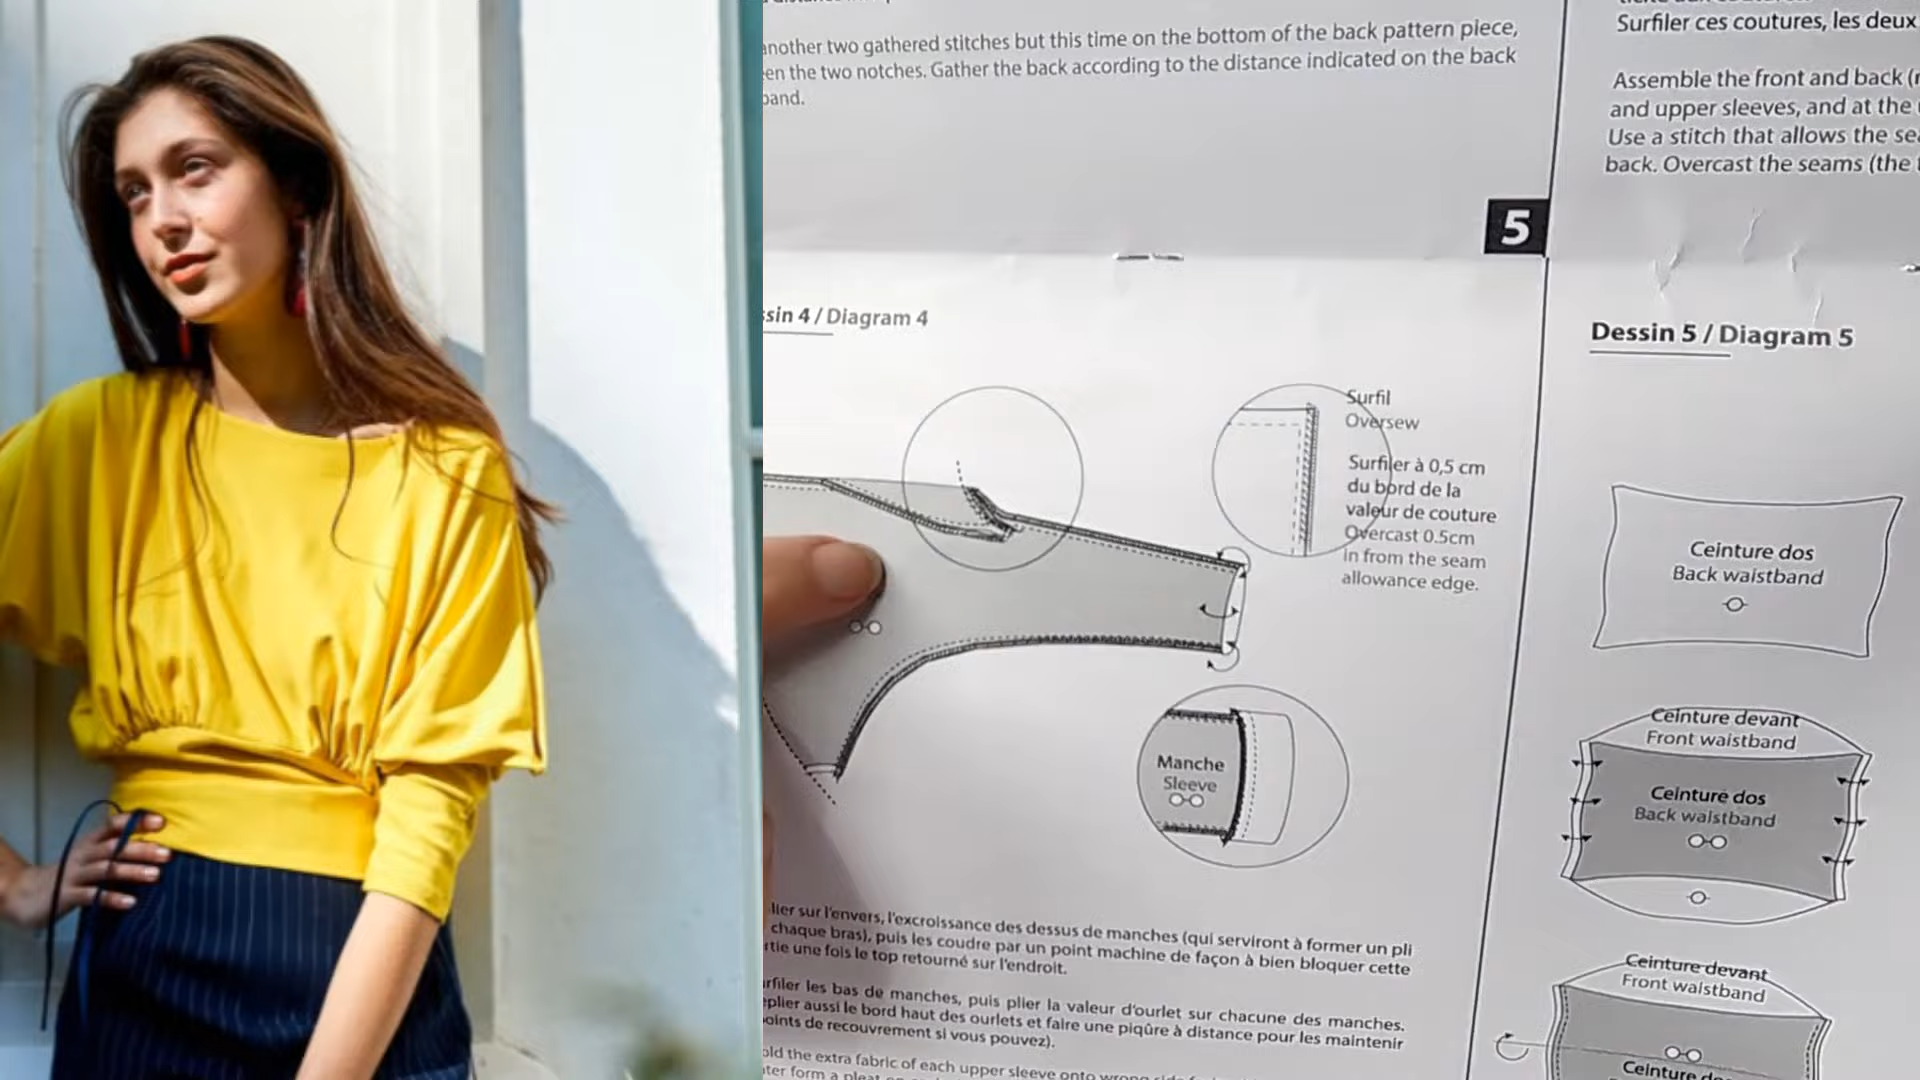 another two gathered stitches but this time on the bottom of the back pattern piece,
the two notches. Gather the back according to the distance indicated on the back
Surfiler ces coutures, les deux
Assemble the front and back
and upper sleeves, and at the
Use a stitch that allows the
back. Overcast the seams (the
5
4 / Diagram 4
Surfil
Oversew
Surfiler à 0,5 cm
du bord de la
valeur de couture
Overcast 0.5cm
in from the seam
allowance edge.
Manche
Sleeve
l'envers, l'excroissance des dessus de manches (qui serviront à former un pli
chaque bras), puis les coudre par un point machine de façon à bien bloquer cette
une fois le top retourné sur l'endroit.
les bas de manches, puis plier la valeur d'ourlet sur chacune des manches.
aussi le bord haut des ourlets et faire une piqûre à distance pour les maintenir
de recouvrement si vous pouvez).
the extra fabric of each upper sleeve onto wrong
form a pleat
Dessin 5 / Diagram 5
Ceinture dos
Back waistband
Ceinture devant
Front waistband
Ceinture dos
Back waistband
Ceinture devant
Front waistband
Ceinture